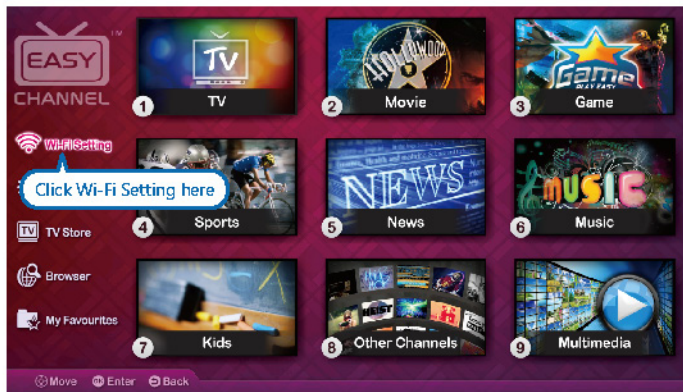 EASY
TM
CHANNEL
Wi-Fi Setting
Click Wi-Fi Setting here
TV
TV Store
Browser
My Favourites
TV
1
TV
HOLLYWOOD
2
Movie
Game
PLAY EASY
3
Game
4
Sports
NEWS
5
News
MUSIC
6
Music
7
Kids
HEIST
8
Other Channels
9
Multimedia
Move
Enter
Back